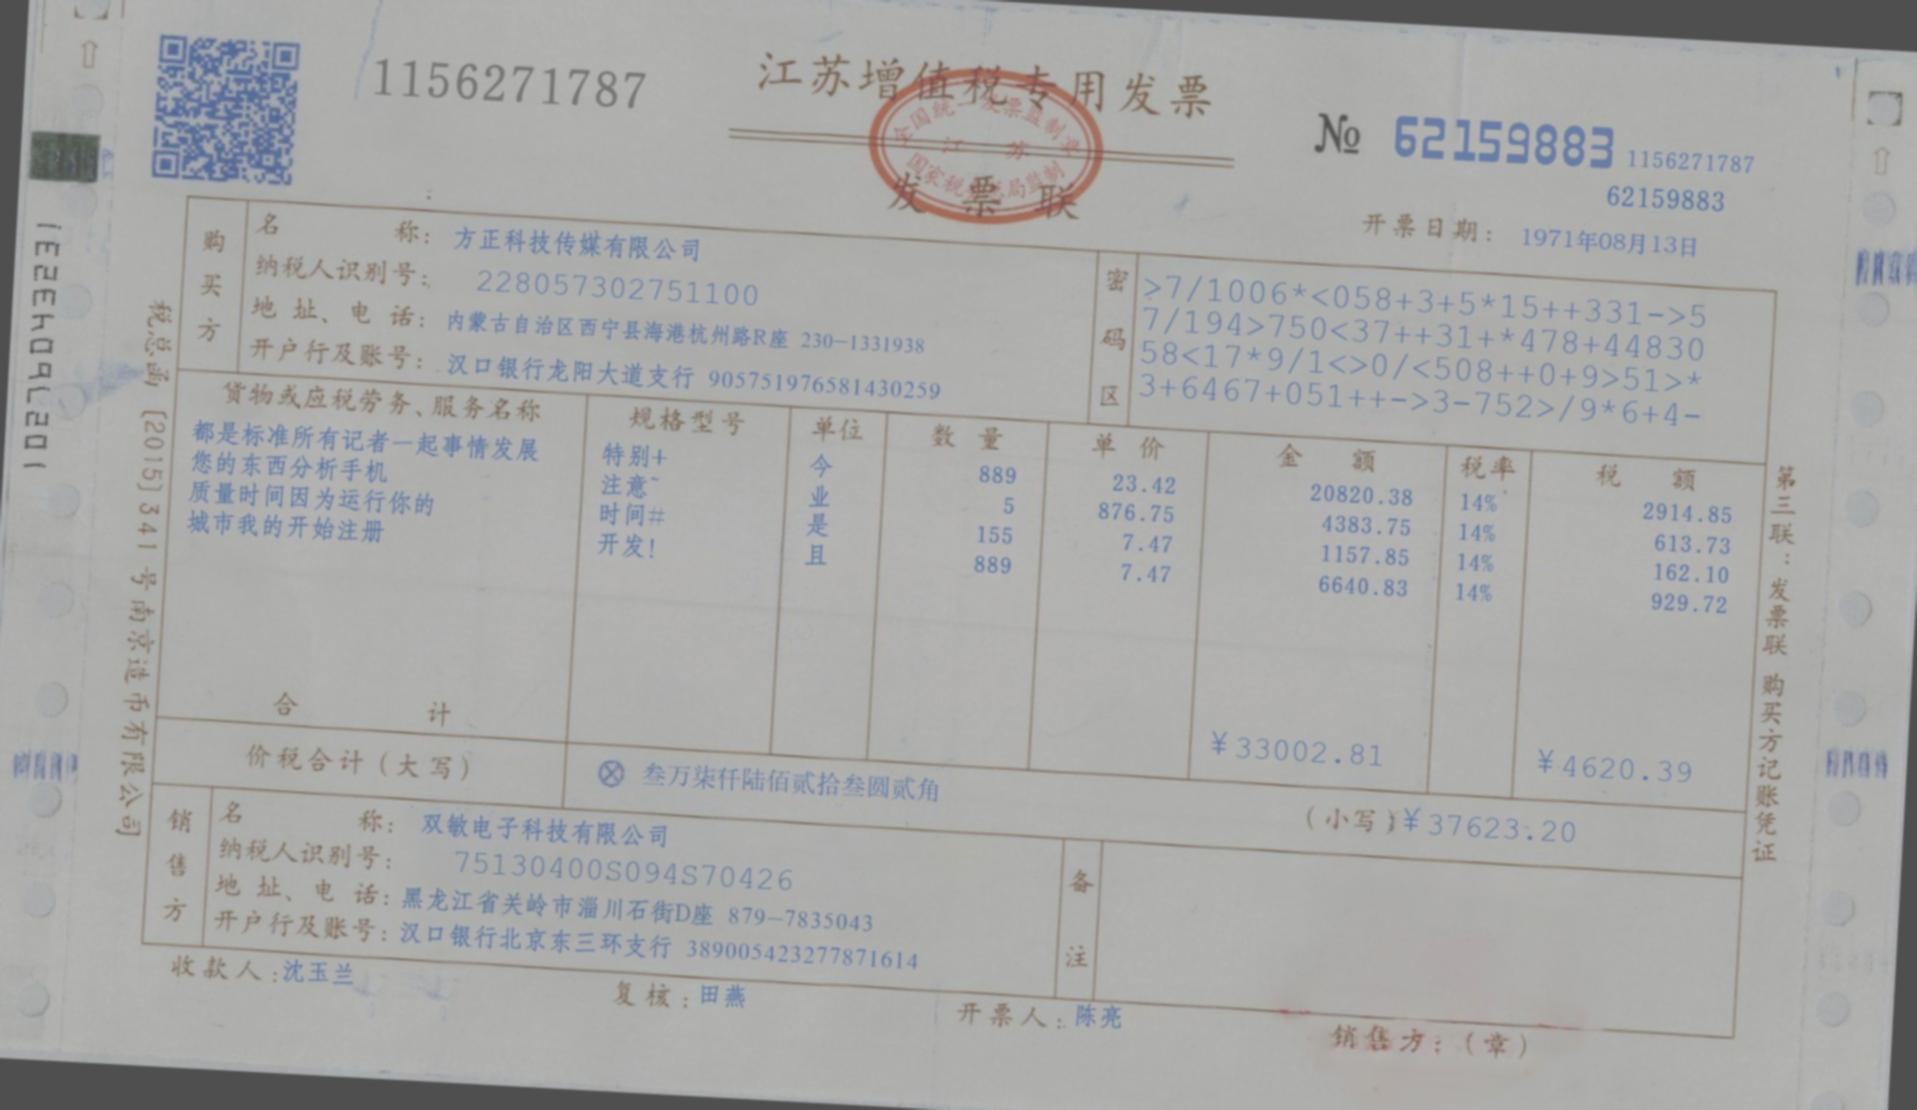 1156271787
江苏增值税专用发票
全国统一发票监制章
江苏
国家税务总局监制
发票联
№ 62159883
1156271787
62159883
开票日期: 1971年08月13日
购买方
名称: 方正科技传媒有限公司
纳税人识别号: 228057302751100
地址、电话: 内蒙古自治区西宁县海港杭州路R座 230-1331938
开户行及账号: 汉口银行龙阳大道支行 905751976581430259
密码区
>7/1006*<058+3+5*15++331->5
7/194>750<37++31+*478+44830
58<17*9/1<>0/<508++0+9>51>*
3+6467+051++->3-752>/9*6+4-
货物或应税劳务、服务名称 规格型号 单位 数量 单价 金额 税率 税额
都是标准所有记者一起事情发展 特别+ 今 889 23.42 20820.38 14% 2914.85
您的东西分析手机 注意~ 业 5 876.75 4383.75 14% 613.73
质量时间因为运行你的 时间# 是 155 7.47 1157.85 14% 162.10
城市我的开始注册 开发! 且 889 7.47 6640.83 14% 929.72
合计 ¥33002.81 ¥4620.39
价税合计(大写) ⊗ 叁万柒仟陆佰贰拾叁圆贰角 (小写)¥37623.20
销售方
名称: 双敏电子科技有限公司
纳税人识别号: 75130400S094S70426
地址、电话: 黑龙江省关岭市淄川石街D座 879-7835043
开户行及账号: 汉口银行北京东三环支行 389005423277871614
备注
收款人: 沈玉兰 复核: 田燕 开票人: 陈亮 销售方:(章)
税总函〔2015〕341号南京造币有限公司
第三联:发票联 购买方记账凭证